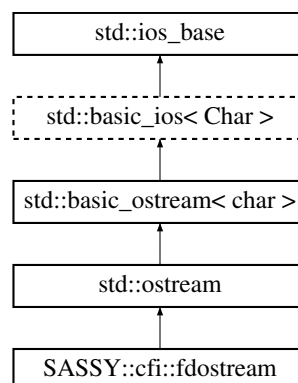 std::ios_base
std::basic_ios< Char >
std::basic_ostream< char >
std::ostream
SASSY::cfi::fdostream